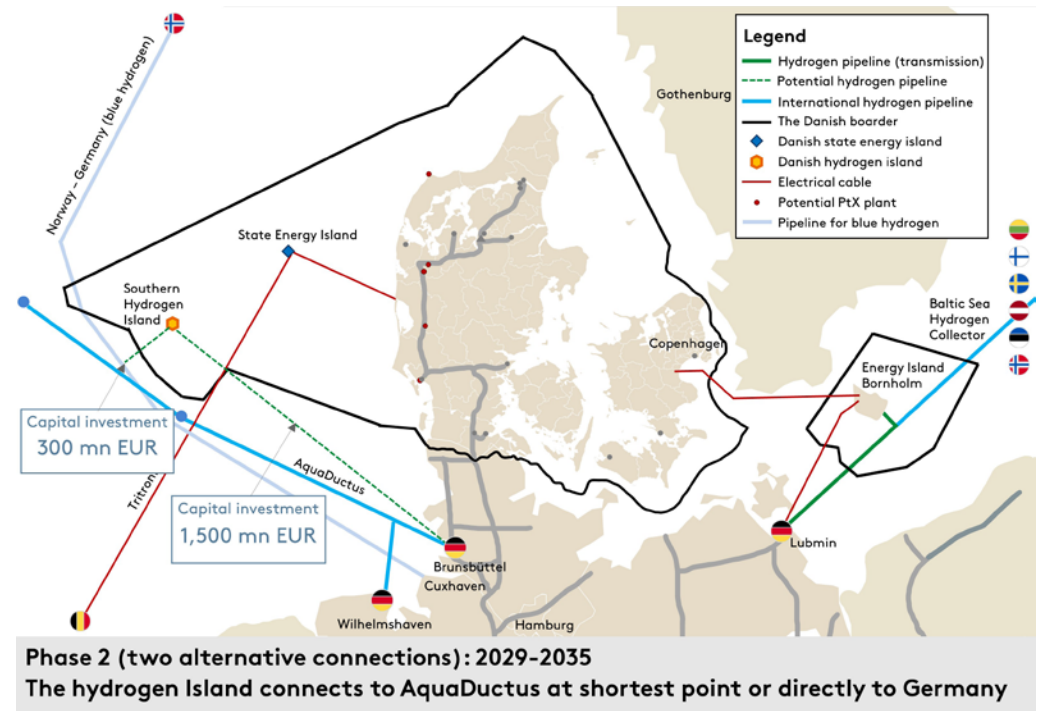 Legend
Hydrogen pipeline (transmission)
Potential hydrogen pipeline
International hydrogen pipeline
The Danish boarder
Danish state energy island
Danish hydrogen island
Electrical cable
Potential PtX plant
Pipeline for blue hydrogen
Gothenburg
Norway – Germany (blue hydrogen)
State Energy Island
Southern
Hydrogen
Island
Baltic Sea
Hydrogen
Collector
Copenhagen
Energy Island
Bornholm
Capital investment
300 mn EUR
AquaDuctus
Tritron
Capital investment
1,500 mn EUR
Lubmin
Brunsbüttel
Cuxhaven
Wilhelmshaven
Hamburg
Phase 2 (two alternative connections): 2029-2035
The hydrogen Island connects to AquaDuctus at shortest point or directly to Germany